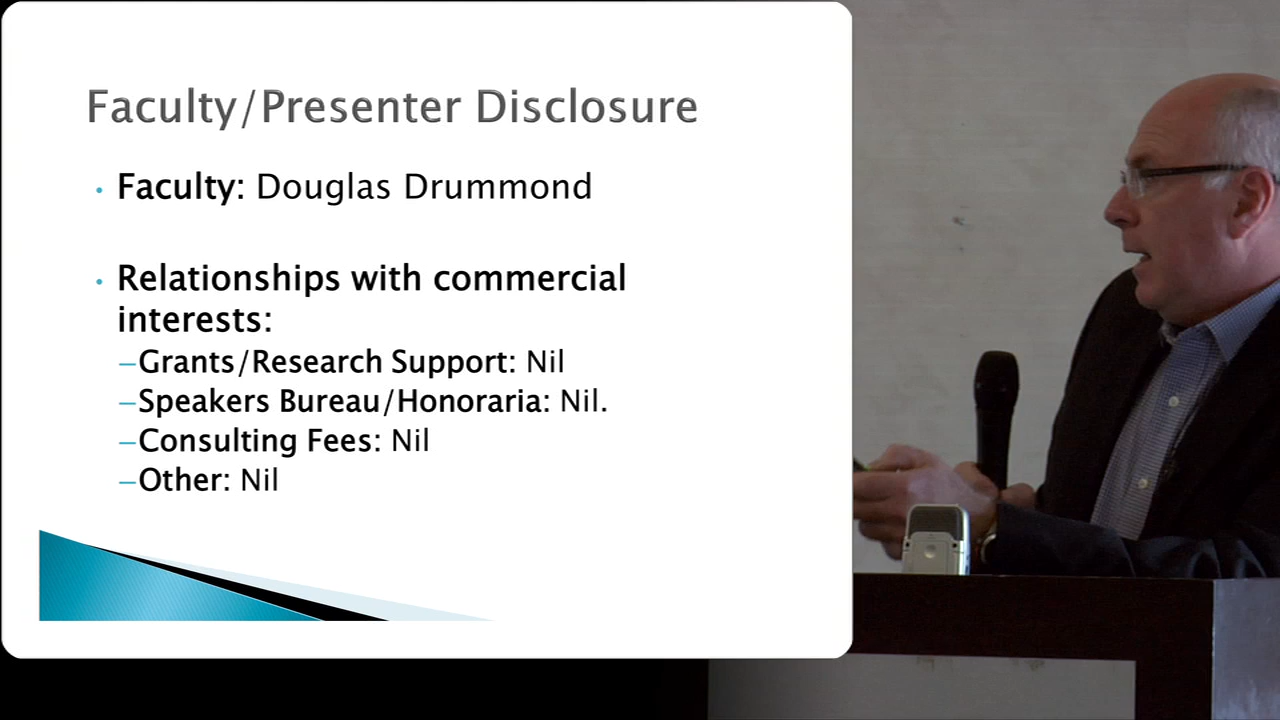 Faculty/Presenter Disclosure
• Faculty: Douglas Drummond
• Relationships with commercial
interests:
–Grants/Research Support: Nil
–Speakers Bureau/Honoraria: Nil.
–Consulting Fees: Nil
–Other: Nil